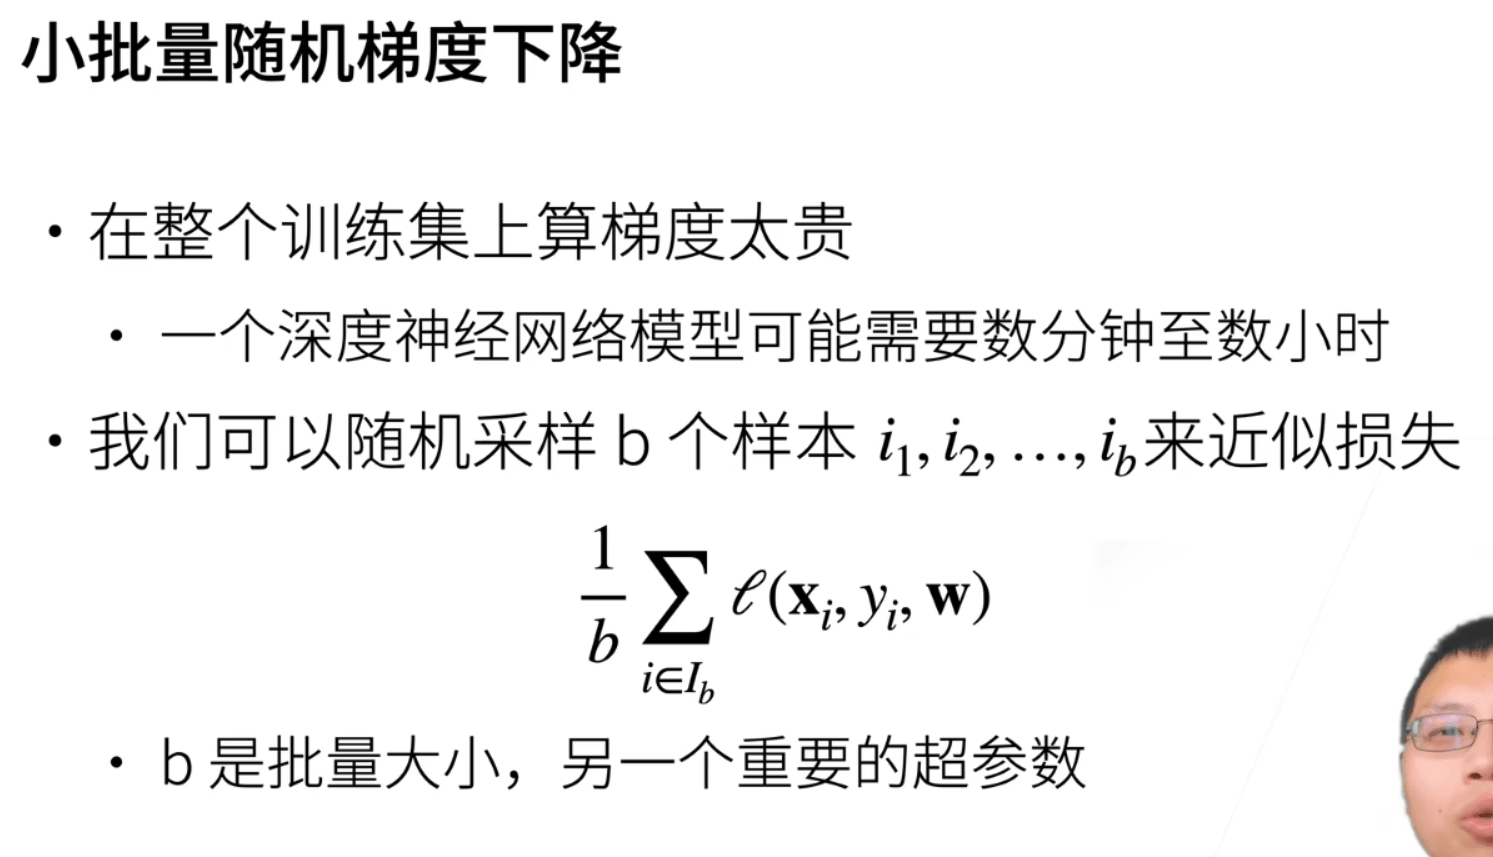 小批量随机梯度下降
• 在整个训练集上算梯度太贵
• 一个深度神经网络模型可能需要数分钟至数小时
• 我们可以随机采样 b 个样本 i₁, i₂, …, i_b 来近似损失
\frac{1}{b} \sum_{i \in I_b} \ell(\mathbf{x}_i, y_i, \mathbf{w})
• b 是批量大小，另一个重要的超参数